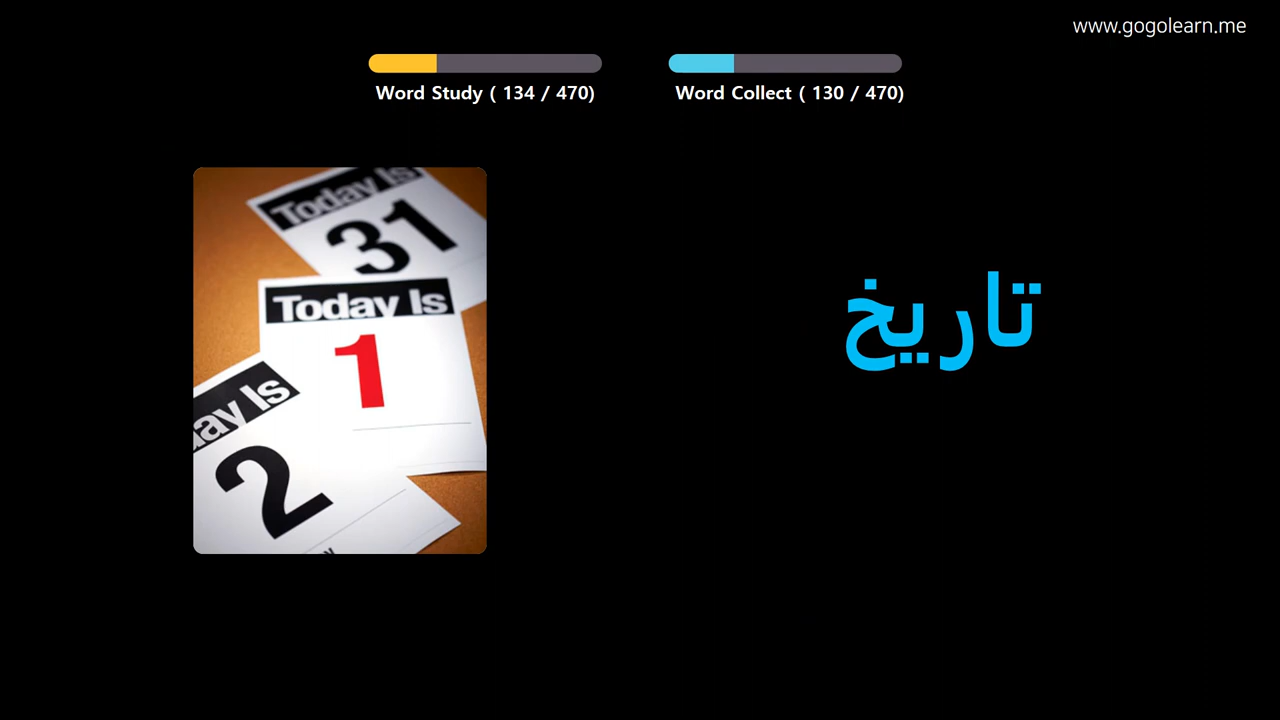 www.gogolearn.me
Word Study ( 134 / 470)
Word Collect ( 130 / 470)
Today Is
31
Today Is
1
ay Is
2
تاريخ